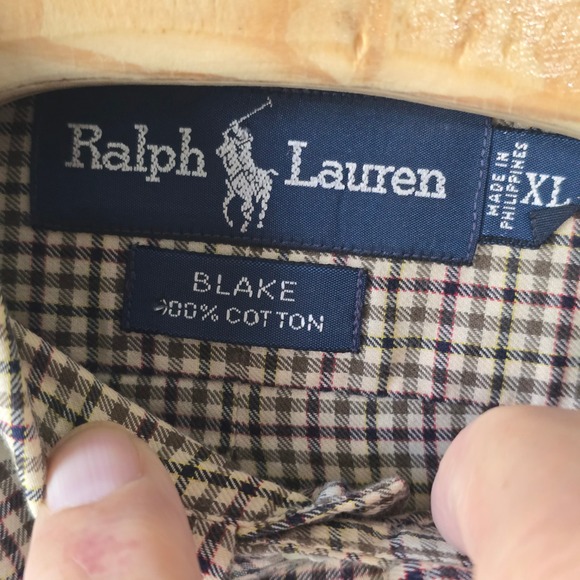 Ralph Lauren
MADE IN
PHILIPPINES
XL
BLAKE
100% COTTON